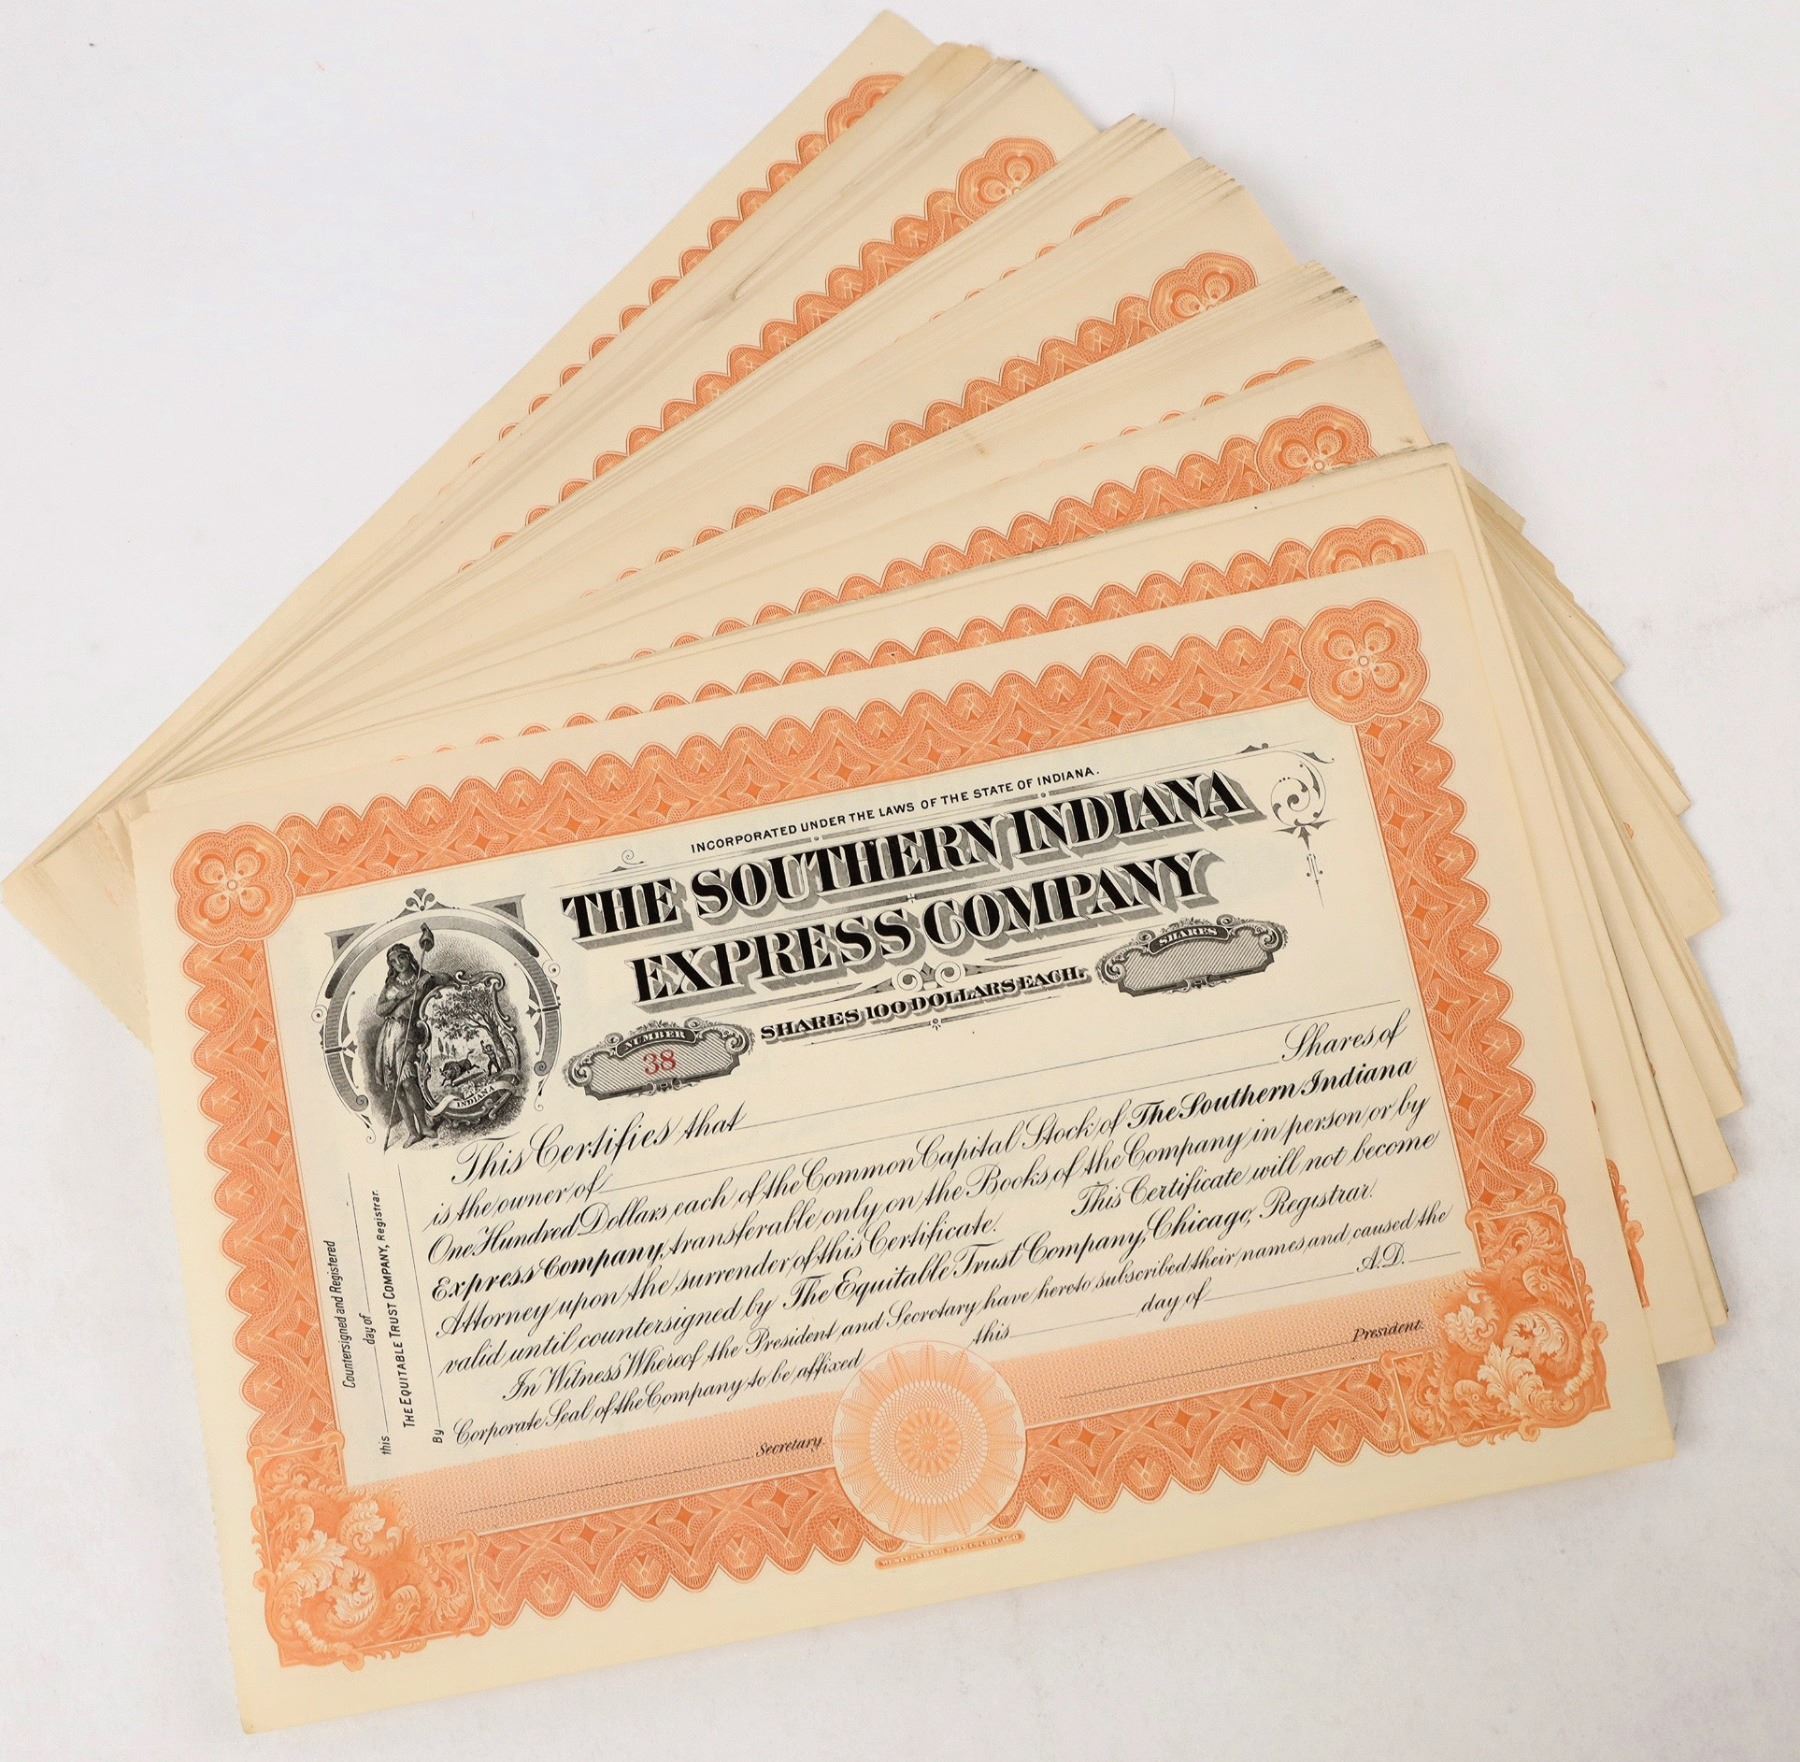 INCORPORATED UNDER THE LAWS OF THE STATE OF INDIANA.
THE SOUTHERN INDIANA
EXPRESS COMPANY
SHARES 100 DOLLARS EACH.
NUMBER
38
SHARES
INDIANA
This Certifies that
is the owner of Shares of
One Hundred Dollars each of the Common Capital Stock of The Southern Indiana
Express Company, transferable only on the Books of the Company in person or by
Attorney upon the surrender of this Certificate. This Certificate will not become
valid until countersigned by The Equitable Trust Company, Chicago, Registrar.
In Witness Whereof the President and Secretary have hereto subscribed their names and caused the
Corporate Seal of the Company to be affixed this day of A.D.
Secretary.
President.
Countersigned and Registered
this day of
THE EQUITABLE TRUST COMPANY, Registrar.
By
WESTERN BANK NOTE CO. CHICAGO